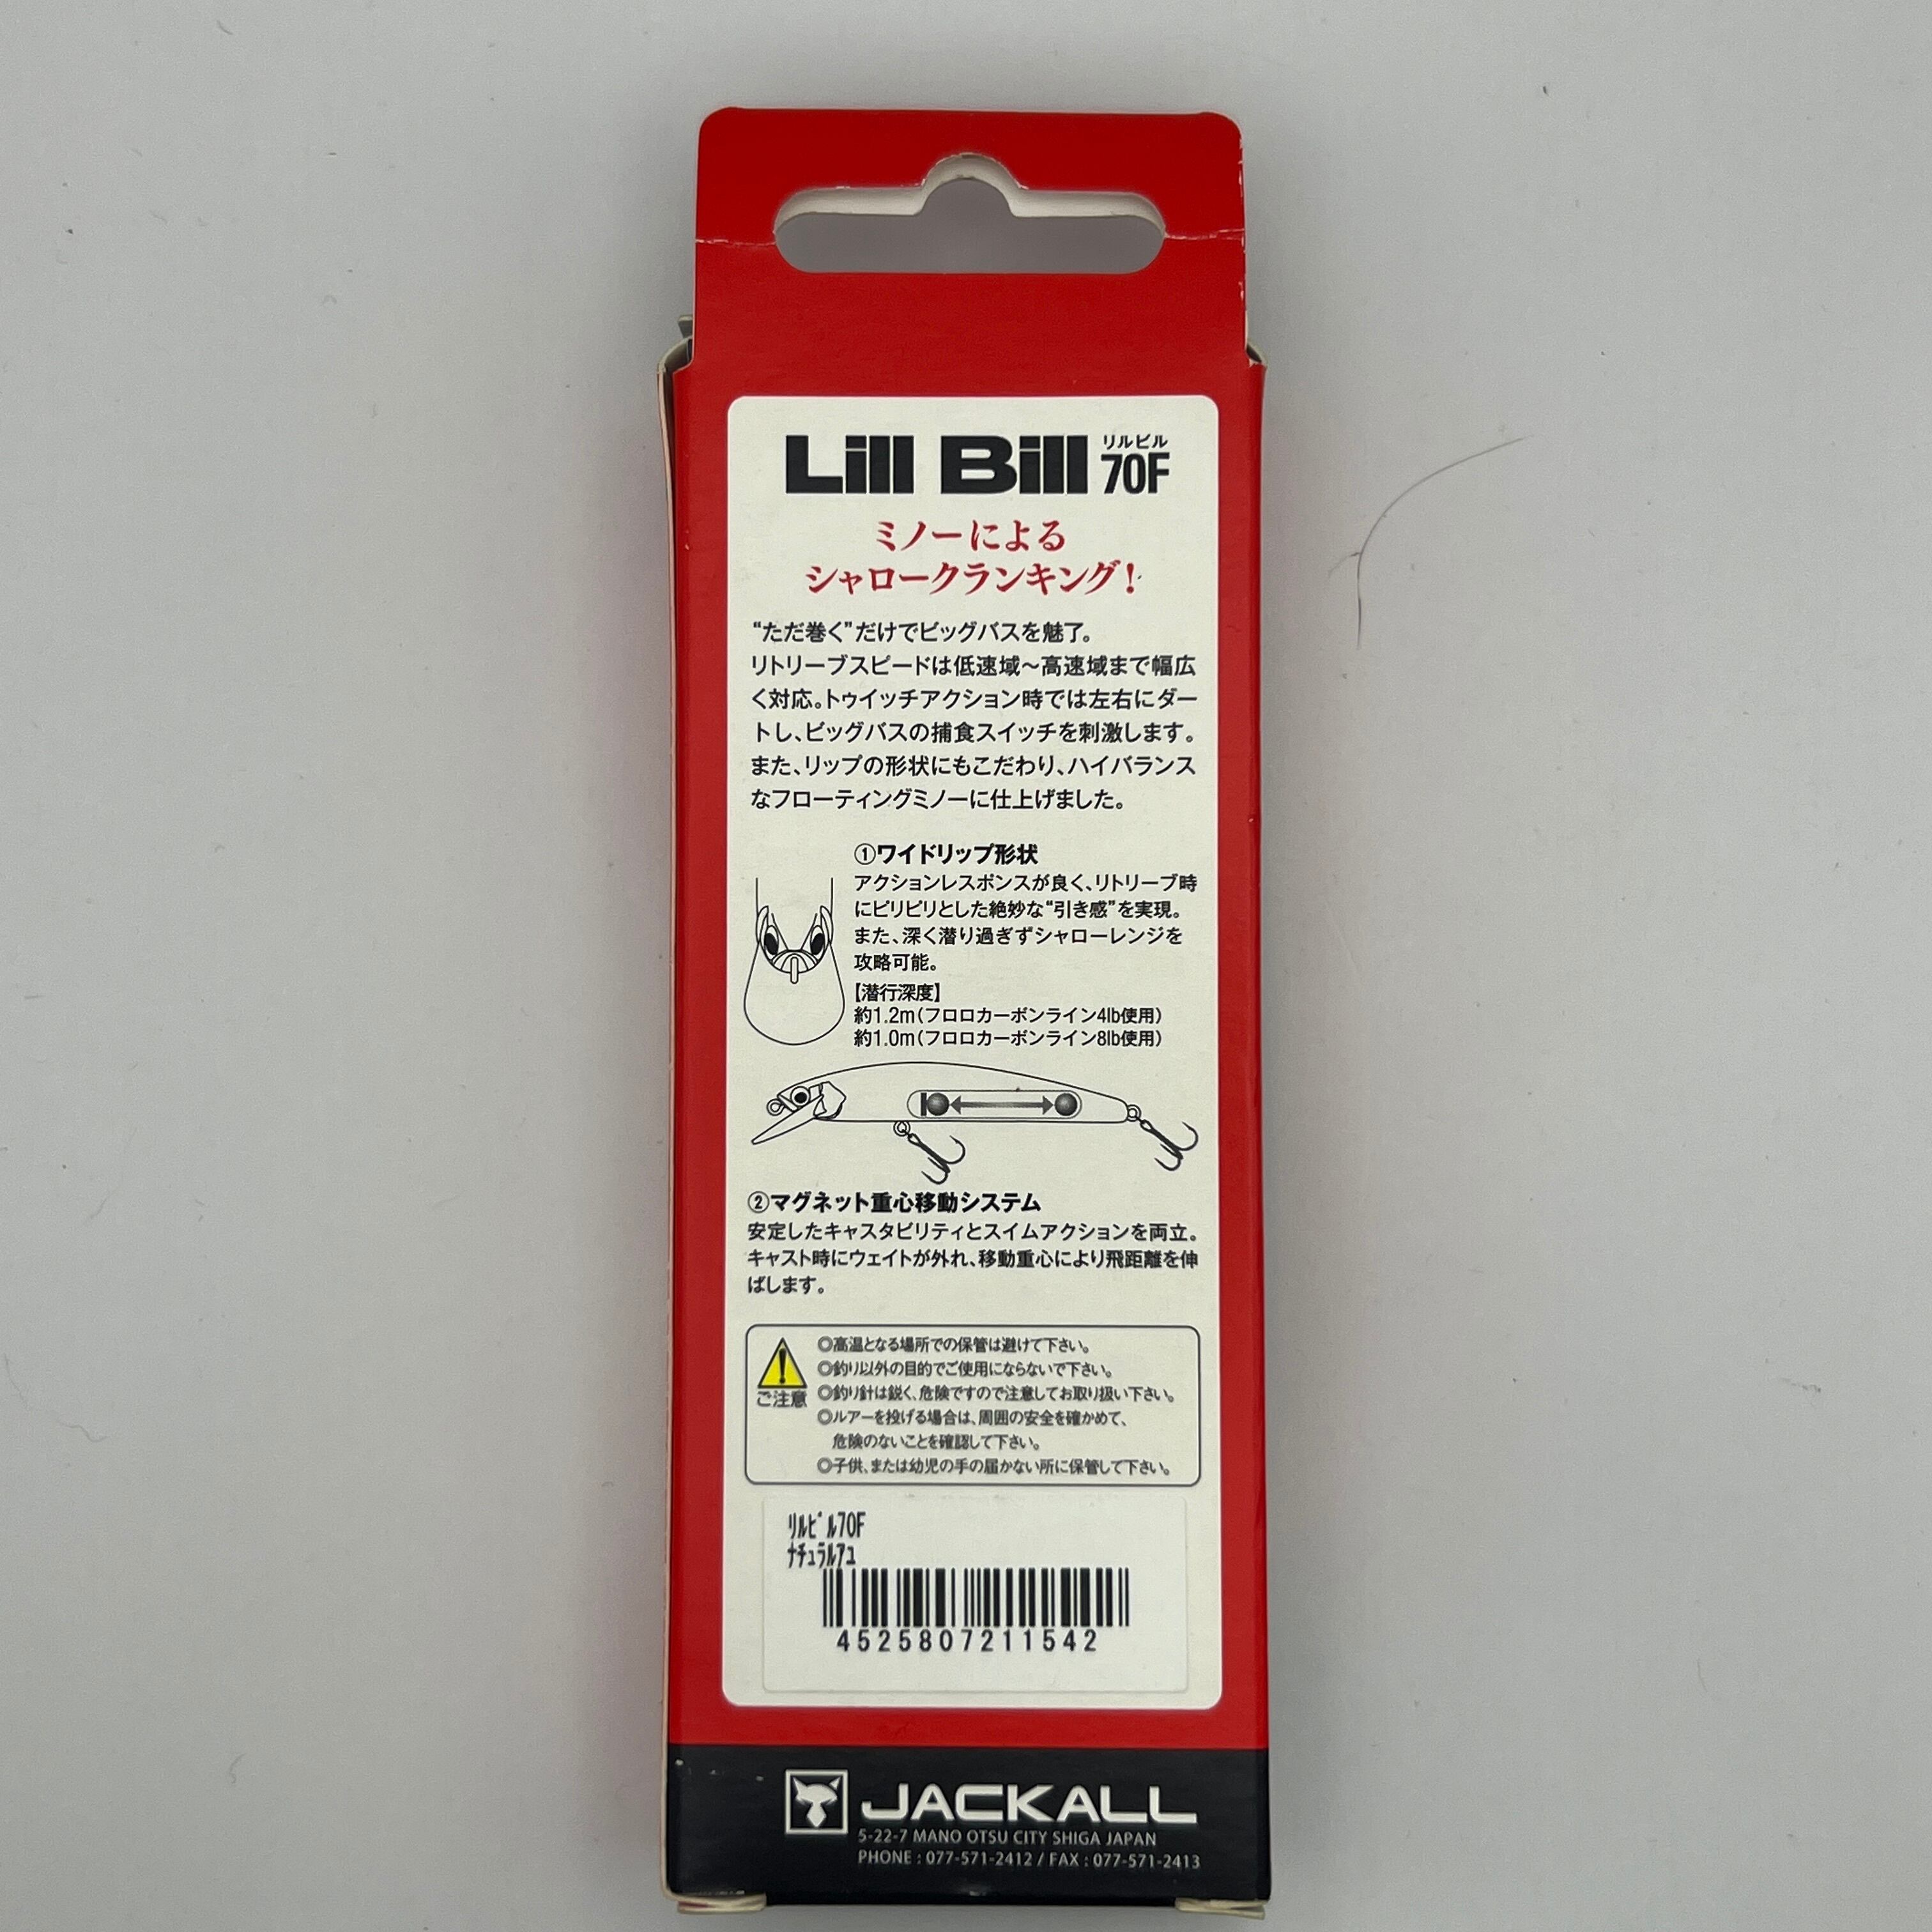 Lill Bill リルビル 70F
ミノーによる
シャロークランキング!
“ただ巻く”だけでビッグバスを魅了。
リトリーブスピードは低速域〜高速域まで幅広
く対応。トゥイッチアクション時では左右にダー
トし、ビッグバスの捕食スイッチを刺激します。
また、リップの形状にもこだわり、ハイバランス
なフローティングミノーに仕上げました。
①ワイドリップ形状
アクションレスポンスが良く、リトリーブ時
にピリピリとした絶妙な“引き感”を実現。
また、深く潜り過ぎずシャローレンジを
攻略可能。
【潜行深度】
約1.2m(フロロカーボンライン4lb使用)
約1.0m(フロロカーボンライン8lb使用)
②マグネット重心移動システム
安定したキャスタビリティとスイムアクションを両立。
キャスト時にウェイトが外れ、移動重心により飛距離を伸
ばします。
ご注意
◎高温となる場所での保管は避けて下さい。
◎釣り以外の目的でご使用にならないで下さい。
◎釣り針は鋭く、危険ですので注意してお取り扱い下さい。
◎ルアーを投げる場合は、周囲の安全を確かめて、
危険のないことを確認して下さい。
◎子供、または幼児の手の届かない所に保管して下さい。
ﾘﾙﾋﾞﾙ70F
ﾅﾁｭﾗﾙｱﾕ
4525807211542
JACKALL
5-22-7 MANO OTSU CITY SHIGA JAPAN
PHONE : 077-571-2412 / FAX : 077-571-2413